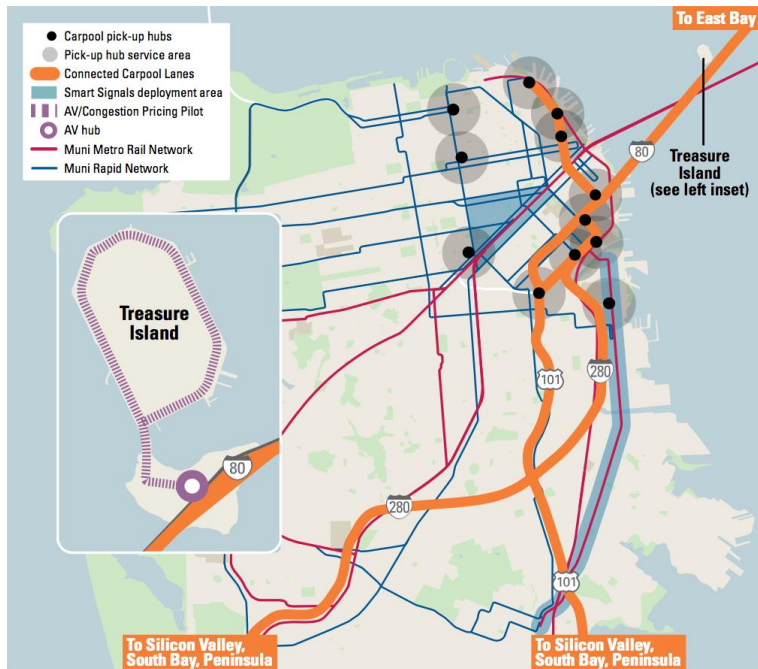 Carpool pick-up hubs
Pick-up hub service area
Connected Carpool Lanes
Smart Signals deployment area
AV/Congestion Pricing Pilot
AV hub
Muni Metro Rail Network
Muni Rapid Network
To East Bay
80
Treasure
Island
(see left inset)
Treasure
Island
80
101
280
280
101
To Silicon Valley,
South Bay, Peninsula
To Silicon Valley,
South Bay, Peninsula